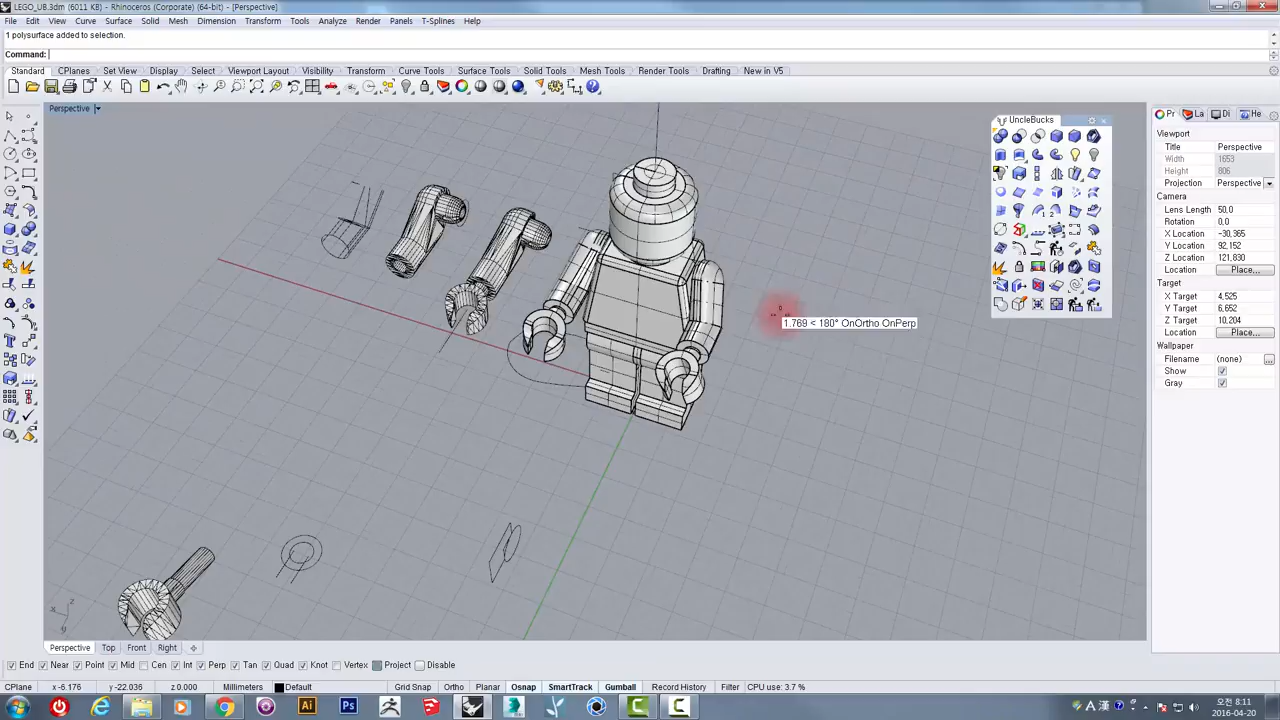 LEGO_UB.3dm (6011 KB) - Rhinoceros (Corporate) (64-bit) - [Perspective]
File Edit View Curve Surface Solid Mesh Dimension Transform Tools Analyze Render Panels T-Splines Help
1 polysurface added to selection.
Command:
Standard CPlanes Set View Display Select Viewport Layout Visibility Transform Curve Tools Surface Tools Solid Tools Mesh Tools Render Tools Drafting New in V5
Perspective
UncleBucks
Pr La Di He
Viewport
Title Perspective
Width 1653
Height 806
Projection Perspective
Camera
Lens Length 50,0
Rotation 0,0
X Location -30,365
Y Location 92,152
Z Location 121,830
Location Place...
Target
X Target 4,525
Y Target 6,652
Z Target 10,204
Location Place...
Wallpaper
Filename (none) ...
Show
Gray
1.769 < 180° OnOrtho OnPerp
x z y
Perspective Top Front Right
End Near Point Mid Cen Int Perp Tan Quad Knot Vertex Project Disable
CPlane x -6.176 y -22.036 z 0.000 Millimeters Default Grid Snap Ortho Planar Osnap SmartTrack Gumball Record History Filter CPU use: 3.7 %
Ai Ps A 漢
오전 8:11
2016-04-20